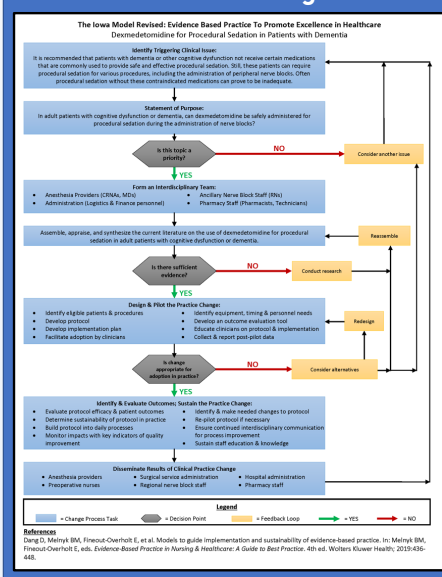 The Iowa Model Revised: Evidence Based Practice To Promote Excellence in Healthcare
Dexmedetomidine for Procedural Sedation in Patients with Dementia
Identify Triggering Clinical Issue:
It is recommended that patients with dementia or other cognitive dysfunction not receive certain medications
that are commonly used to provide safe and effective procedural sedation. Still, these patients can require
procedural sedation for various procedures, including the administration of peripheral nerve blocks. Often
procedural sedation without these contraindicated medications can prove to be inadequate.
Statement of Purpose:
In adult patients with cognitive dysfunction or dementia, can dexmedetomidine be safely administered for
procedural sedation during the administration of nerve blocks?
Is this topic a
priority?
NO
Consider another issue
YES
Form an Interdisciplinary Team:
• Anesthesia Providers (CRNAs, MDs)
• Administration (Logistics & Finance personnel)
• Ancillary Nerve Block Staff (RNs)
• Pharmacy Staff (Pharmacists, Technicians)
Assemble, appraise, and synthesize the current literature on the use of dexmedetomidine for procedural
sedation in adult patients with cognitive dysfunction or dementia.
Reassemble
Is there sufficient
evidence?
NO
Conduct research
YES
Design & Pilot the Practice Change:
• Identify eligible patients & procedures
• Develop protocol
• Develop implementation plan
• Facilitate adoption by clinicians
• Identify equipment, timing & personnel needs
• Develop an outcome evaluation tool
• Educate clinicians on protocol & implementation
• Collect & report post-pilot data
Redesign
Is change
appropriate for
adoption in practice?
NO
Consider alternatives
YES
Identify & Evaluate Outcomes; Sustain the Practice Change:
• Evaluate protocol efficacy & patient outcomes
• Determine sustainability of protocol in practice
• Build protocol into daily processes
• Monitor impacts with key indicators of quality
improvement
• Identify & make needed changes to protocol
• Re-pilot protocol if necessary
• Ensure continued interdisciplinary communication
for process improvement
• Sustain staff education & knowledge
Disseminate Results of Clinical Practice Change
• Anesthesia providers
• Preoperative nurses
• Surgical service administration
• Regional nerve block staff
• Hospital administration
• Pharmacy staff
Legend
= Change Process Task
= Decision Point
= Feedback Loop
= YES
= NO
References
Dang D, Melnyk BM, Fineout-Overholt E, et al. Models to guide implementation and sustainability of evidence-based practice. In: Melnyk BM,
Fineout-Overholt E, eds. Evidence-Based Practice in Nursing & Healthcare: A Guide to Best Practice. 4th ed. Wolters Kluwer Health; 2019:436-
448.